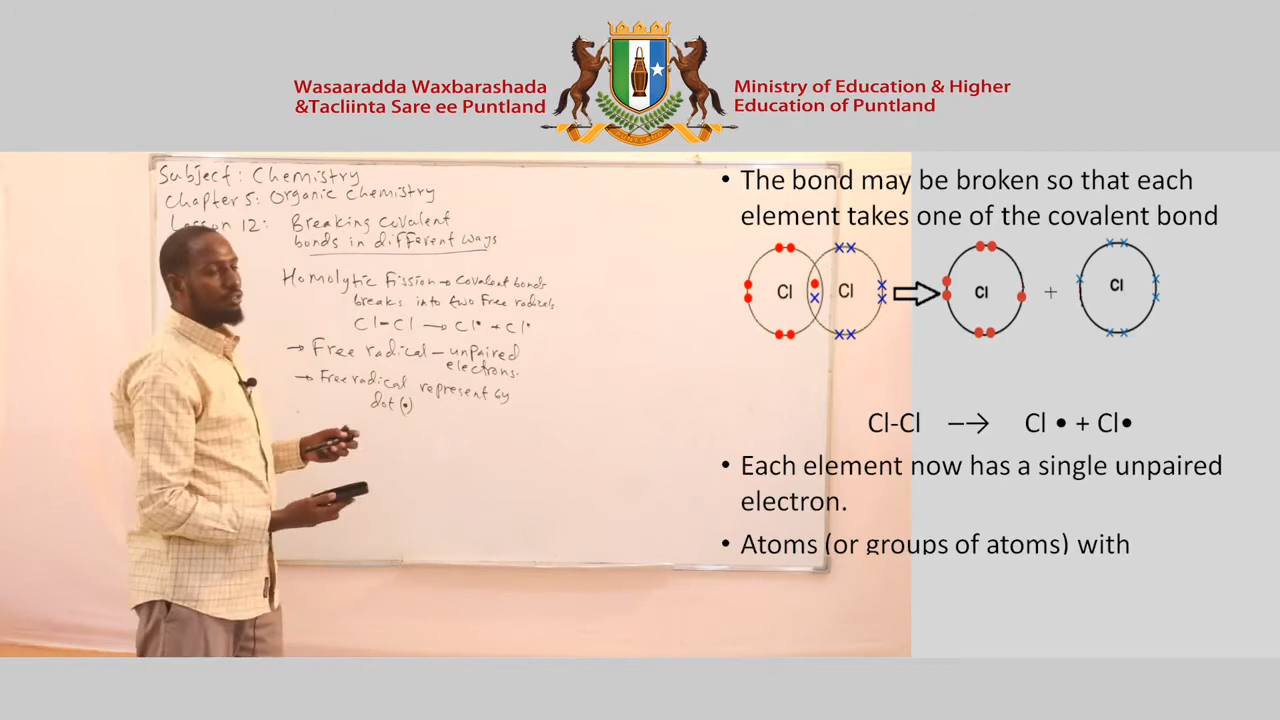 Wasaaradda Waxbarashada
&Tacliinta Sare ee Puntland
Ministry of Education & Higher
Education of Puntland
PUNTLAND
Subject: Chemistry
Chapter 5: Organic Chemistry
Lesson 12: Breaking Covalent
bonds in different ways
Homolytic Fission → Covalent bonds
breaks into two Free radicals
Cl-Cl → Cl• + Cl•
→ Free radical – unpaired
electrons.
→ Free radical represent by
dot (•)
• The bond may be broken so that each
element takes one of the covalent bond
Cl Cl Cl + Cl
Cl-Cl –→ Cl • + Cl•
• Each element now has a single unpaired
electron.
• Atoms (or groups of atoms) with